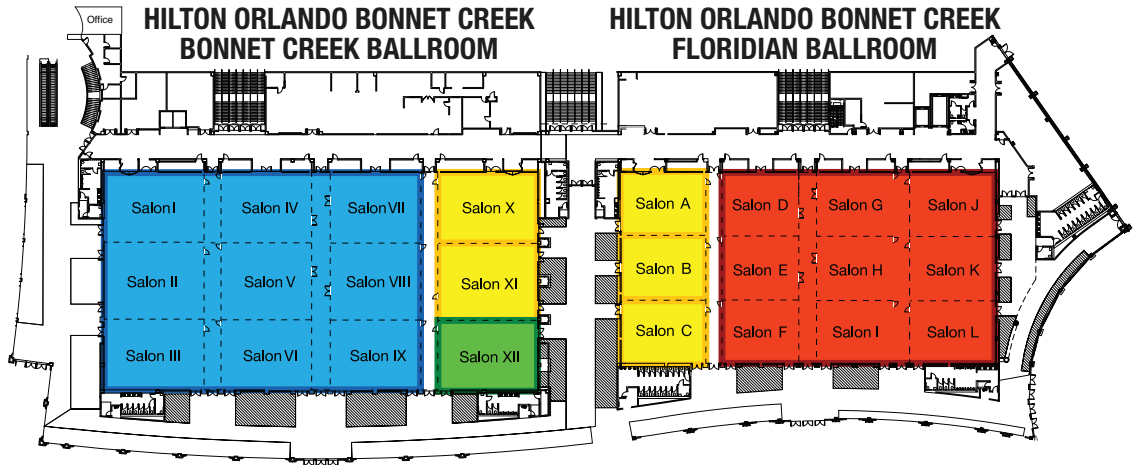 Office
HILTON ORLANDO BONNET CREEK
BONNET CREEK BALLROOM
HILTON ORLANDO BONNET CREEK
FLORIDIAN BALLROOM
Salon I
Salon IV
Salon VII
Salon X
Salon II
Salon V
Salon VIII
Salon XI
Salon III
Salon VI
Salon IX
Salon XII
Salon A
Salon D
Salon G
Salon J
Salon B
Salon E
Salon H
Salon K
Salon C
Salon F
Salon I
Salon L